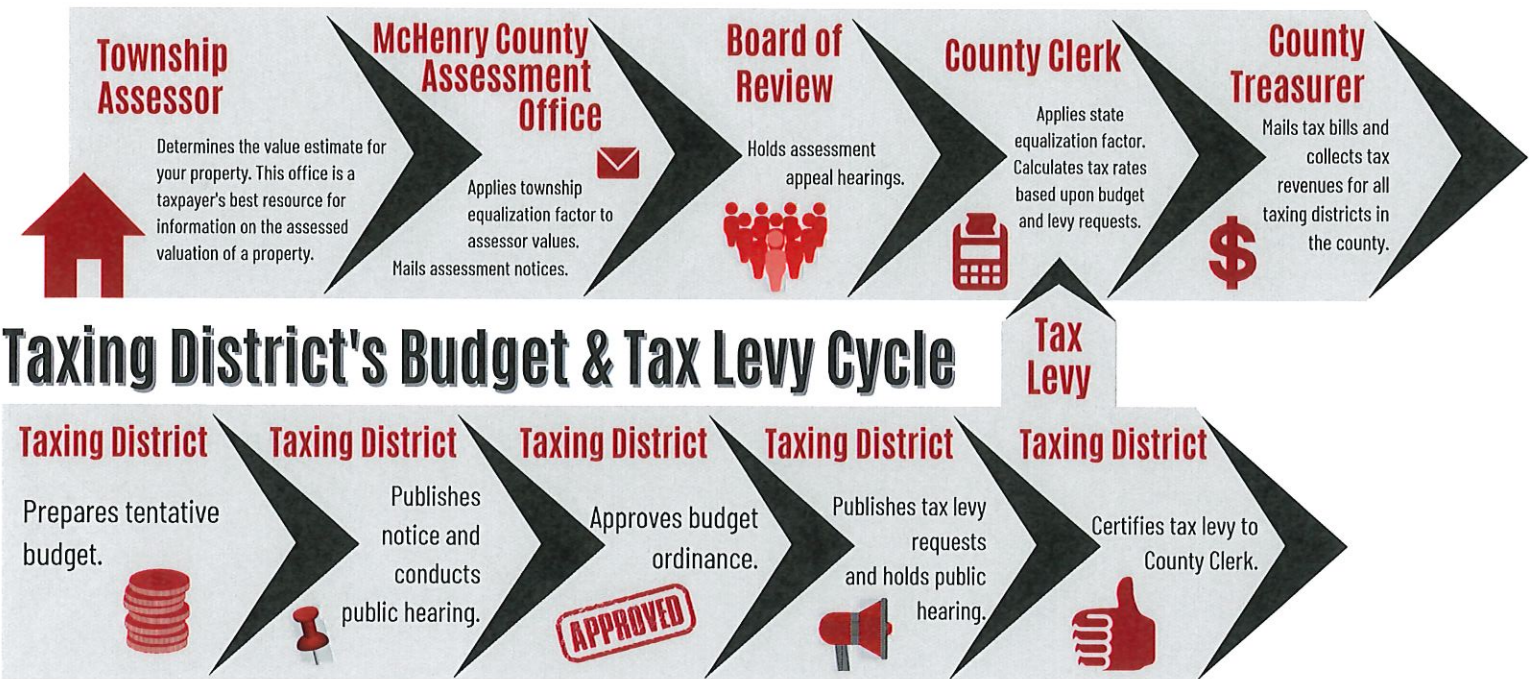 Township
Assessor
Determines the value estimate for
your property. This office is a
taxpayer's best resource for
information on the assessed
valuation of a property.
McHenry County
Assessment
Office
Applies township
equalization factor to
assessor values.
Mails assessment notices.
Board of
Review
Holds assessment
appeal hearings.
County Clerk
Applies state
equalization factor.
Calculates tax rates
based upon budget
and levy requests.
County
Treasurer
Mails tax bills and
collects tax
revenues for all
taxing districts in
the county.
Taxing District's Budget & Tax Levy Cycle
Tax
Levy
Taxing District
Prepares tentative
budget.
Taxing District
Publishes
notice and
conducts
public hearing.
Taxing District
Approves budget
ordinance.
APPROVED
Taxing District
Publishes tax levy
requests
and holds public
hearing.
Taxing District
Certifies tax levy to
County Clerk.